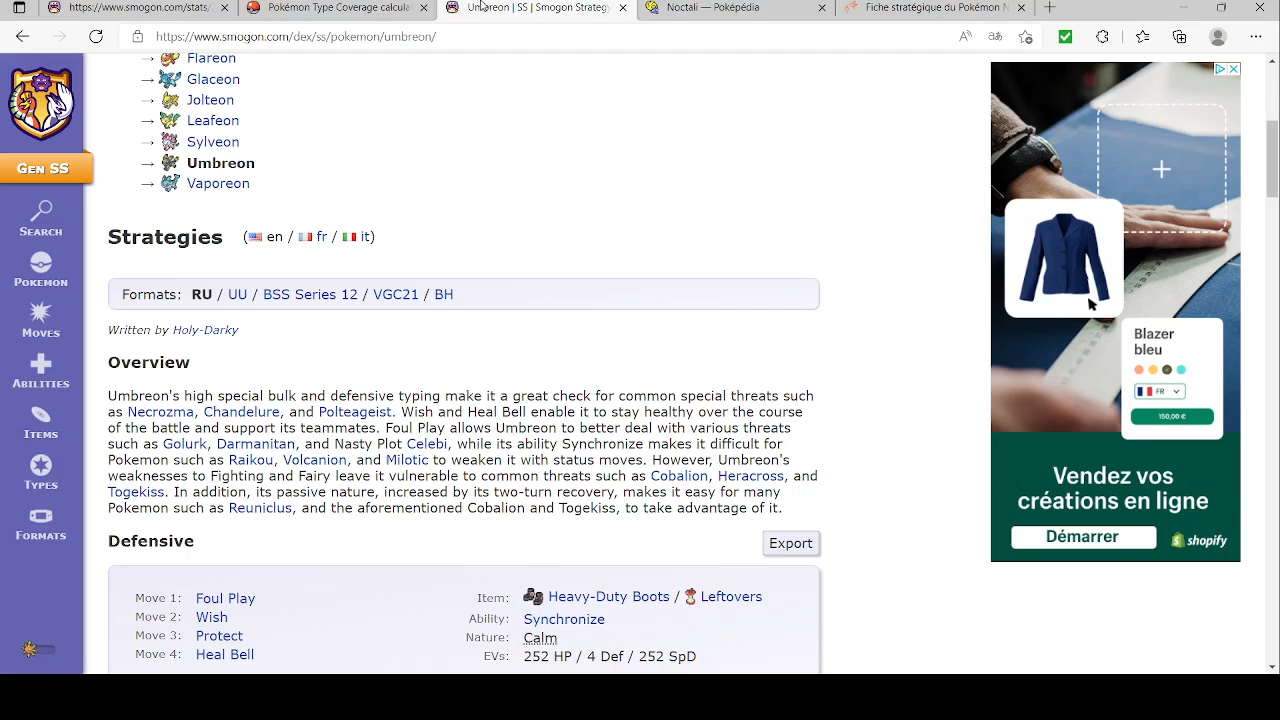 https://www.smogon.com/stats/
Pokémon Type Coverage calculat
Umbreon | SS | Smogon Strategy
Noctali — Poképédia
Fiche stratégique du Pokémon N
https://www.smogon.com/dex/ss/pokemon/umbreon/
GEN SS
SEARCH
POKEMON
MOVES
ABILITIES
ITEMS
TYPES
FORMATS
→ Flareon
→ Glaceon
→ Jolteon
→ Leafeon
→ Sylveon
→ Umbreon
→ Vaporeon
Strategies (en / fr / it)
Formats: RU / UU / BSS Series 12 / VGC21 / BH
Written by Holy-Darky
Overview
Umbreon's high special bulk and defensive typing make it a great check for common special threats such
as Necrozma, Chandelure, and Polteageist. Wish and Heal Bell enable it to stay healthy over the course
of the battle and support its teammates. Foul Play allows Umbreon to better deal with various threats
such as Golurk, Darmanitan, and Nasty Plot Celebi, while its ability Synchronize makes it difficult for
Pokemon such as Raikou, Volcanion, and Milotic to weaken it with status moves. However, Umbreon's
weaknesses to Fighting and Fairy leave it vulnerable to common threats such as Cobalion, Heracross, and
Togekiss. In addition, its passive nature, increased by its two-turn recovery, makes it easy for many
Pokemon such as Reuniclus, and the aforementioned Cobalion and Togekiss, to take advantage of it.
Defensive
Export
Move 1: Foul Play
Move 2: Wish
Move 3: Protect
Move 4: Heal Bell
Item: Heavy-Duty Boots / Leftovers
Ability: Synchronize
Nature: Calm
EVs: 252 HP / 4 Def / 252 SpD
Blazer
bleu
FR
150,00 €
Vendez vos
créations en ligne
Démarrer
shopify